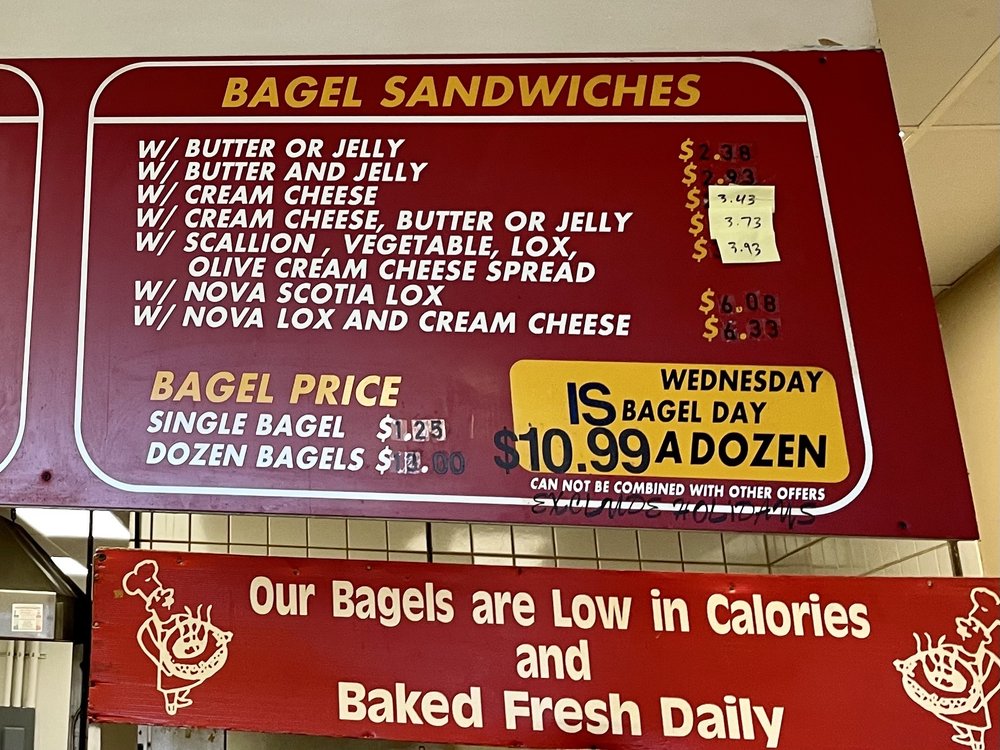 BAGEL SANDWICHES
W/ BUTTER OR JELLY $2.38
W/ BUTTER AND JELLY $2.93
W/ CREAM CHEESE $3.43
W/ CREAM CHEESE, BUTTER OR JELLY $3.73
W/ SCALLION , VEGETABLE, LOX, $3.93
OLIVE CREAM CHEESE SPREAD
W/ NOVA SCOTIA LOX $6.08
W/ NOVA LOX AND CREAM CHEESE $6.33
BAGEL PRICE
SINGLE BAGEL $1.25
DOZEN BAGELS $
WEDNESDAY
IS BAGEL DAY
$10.99 A DOZEN
CAN NOT BE COMBINED WITH OTHER OFFERS
EXCLUDE HOLIDAYS
Our Bagels are Low in Calories
and
Baked Fresh Daily